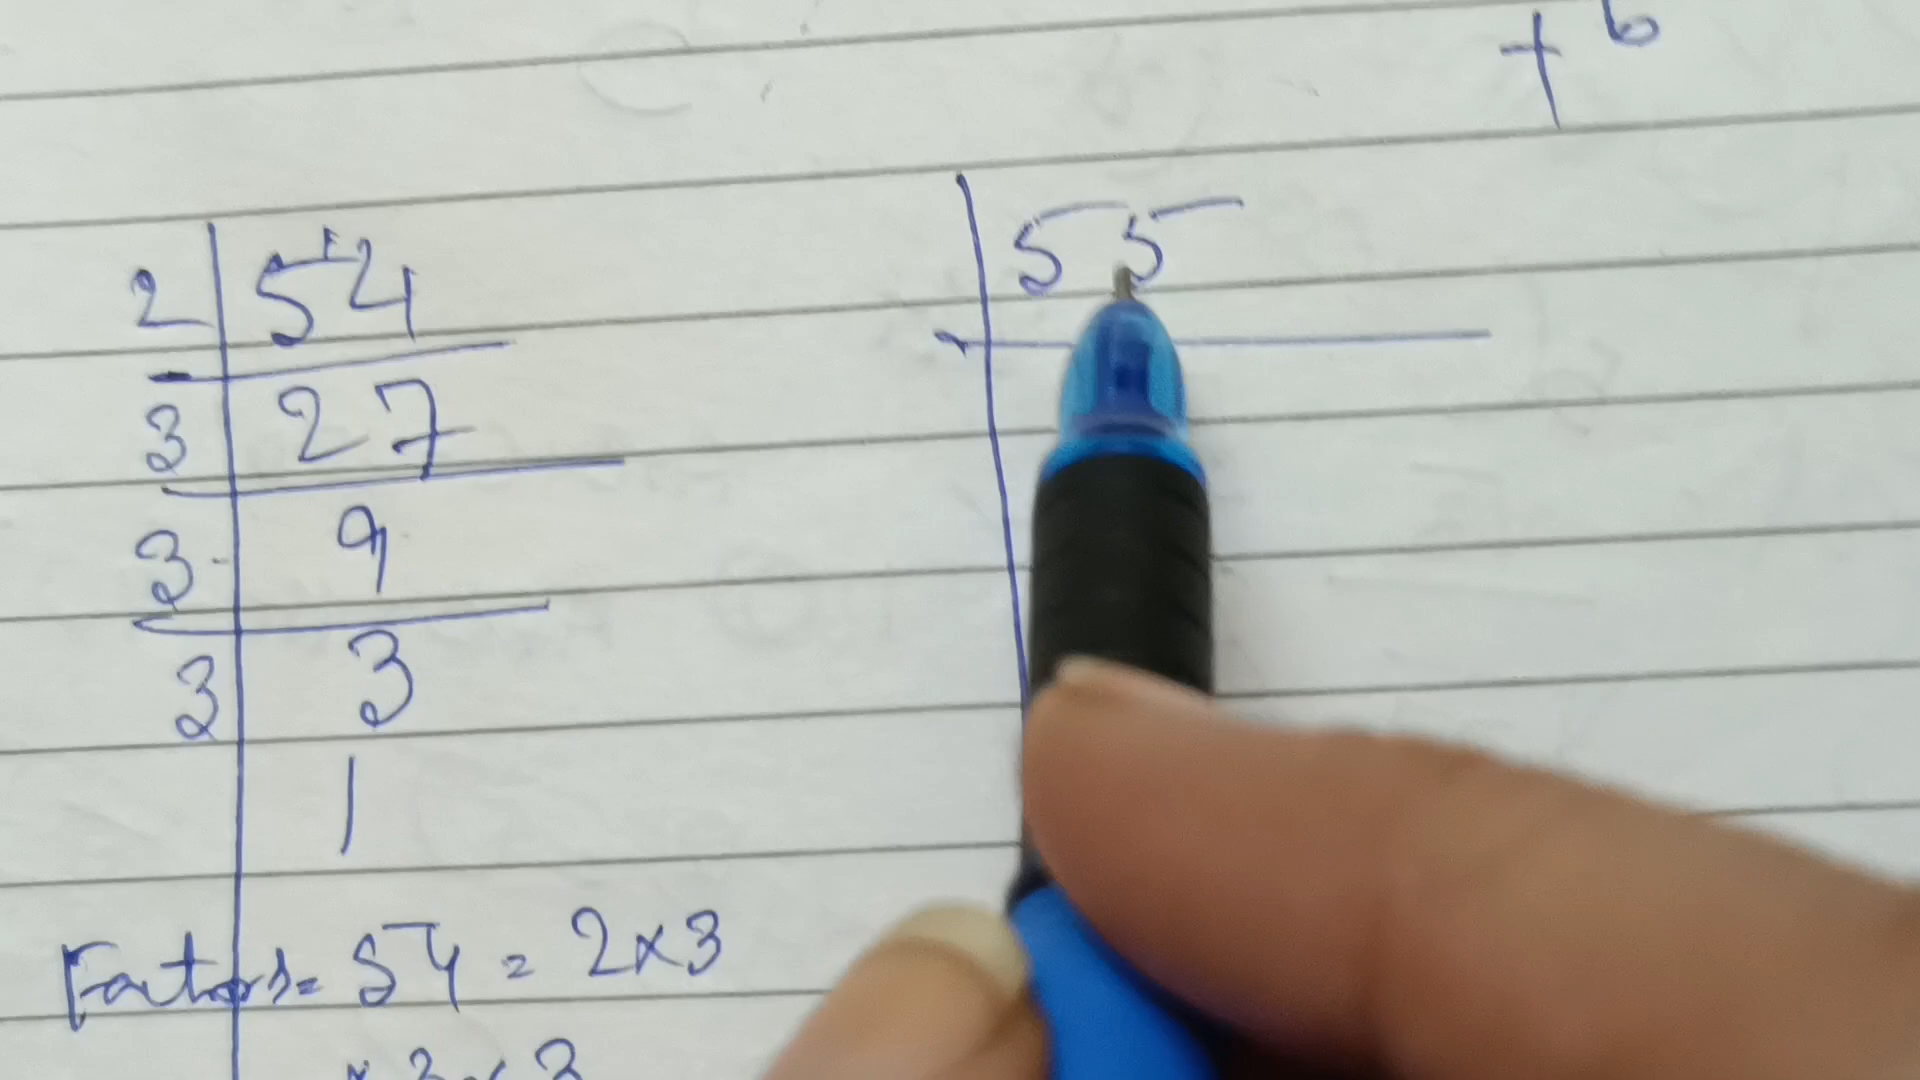 + 6
2 | 54
3 | 27
3 | 9
3 | 3
1
Factors = 54 = 2×3
× 3 × 3
55